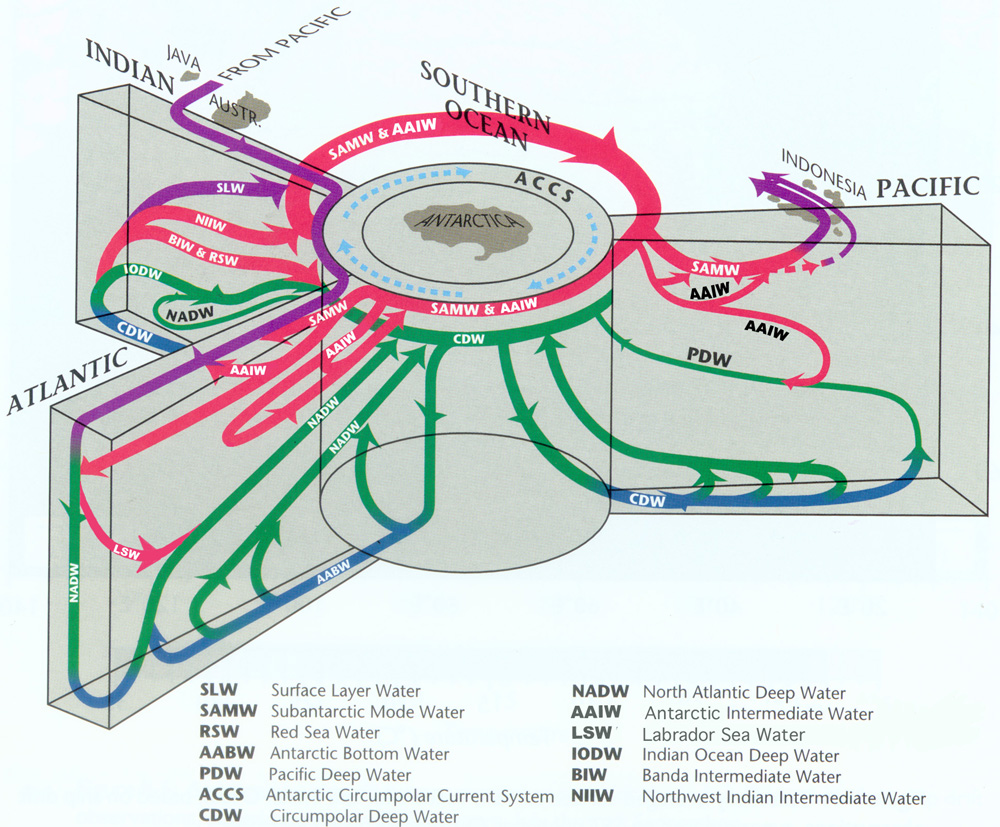 INDIAN
JAVA
FROM PACIFIC
AUSTR.
SOUTHERN
OCEAN
SAMW & AAIW
ACCS
ANTARCTICA
INDONESIA
PACIFIC
SLW
NIIW
BIW & RSW
IODW
NADW
CDW
SAMW
AAIW
AAIW
SAMW & AAIW
CDW
SAMW
AAIW
AAIW
PDW
CDW
ATLANTIC
NADW
NADW
LSW
NADW
AABW
SLW Surface Layer Water
SAMW Subantarctic Mode Water
RSW Red Sea Water
AABW Antarctic Bottom Water
PDW Pacific Deep Water
ACCS Antarctic Circumpolar Current System
CDW Circumpolar Deep Water
NADW North Atlantic Deep Water
AAIW Antarctic Intermediate Water
LSW Labrador Sea Water
IODW Indian Ocean Deep Water
BIW Banda Intermediate Water
NIIW Northwest Indian Intermediate Water